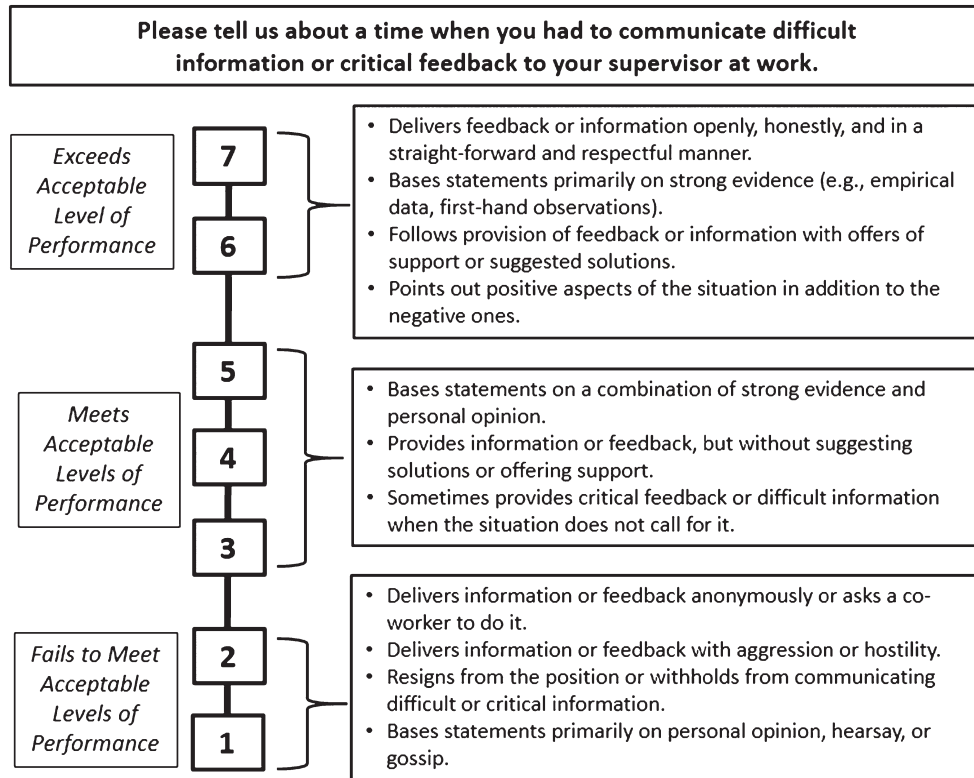 Please tell us about a time when you had to communicate difficult
information or critical feedback to your supervisor at work.
Exceeds
Acceptable
Level of
Performance
7
6
• Delivers feedback or information openly, honestly, and in a
straight-forward and respectful manner.
• Bases statements primarily on strong evidence (e.g., empirical
data, first-hand observations).
• Follows provision of feedback or information with offers of
support or suggested solutions.
• Points out positive aspects of the situation in addition to the
negative ones.
Meets
Acceptable
Levels of
Performance
5
4
3
• Bases statements on a combination of strong evidence and
personal opinion.
• Provides information or feedback, but without suggesting
solutions or offering support.
• Sometimes provides critical feedback or difficult information
when the situation does not call for it.
Fails to Meet
Acceptable
Levels of
Performance
2
1
• Delivers information or feedback anonymously or asks a co-
worker to do it.
• Delivers information or feedback with aggression or hostility.
• Resigns from the position or withholds from communicating
difficult or critical information.
• Bases statements primarily on personal opinion, hearsay, or
gossip.